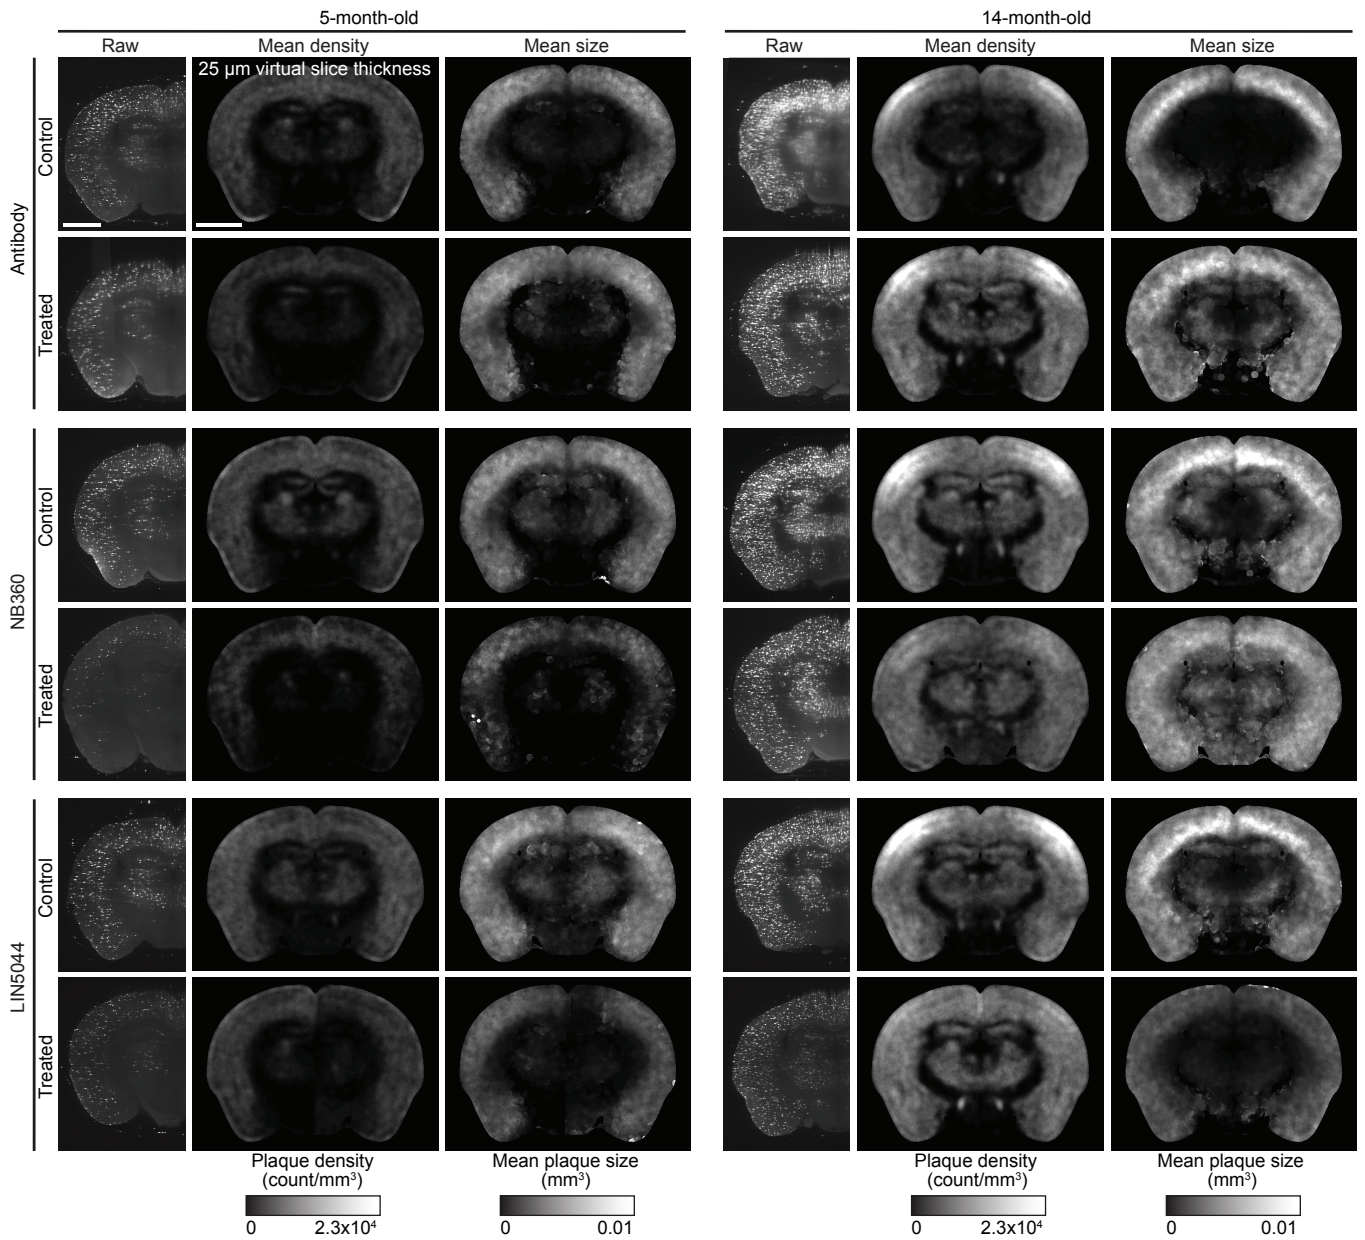 5-month-old
14-month-old
Raw
Mean density
Mean size
Raw
Mean density
Mean size
25 µm virtual slice thickness
Antibody
Control
Treated
NB360
Control
Treated
LIN5044
Control
Treated
Plaque density
(count/mm³)
Mean plaque size
(mm³)
Plaque density
(count/mm³)
Mean plaque size
(mm³)
0 2.3x10⁴
0 0.01
0 2.3x10⁴
0 0.01